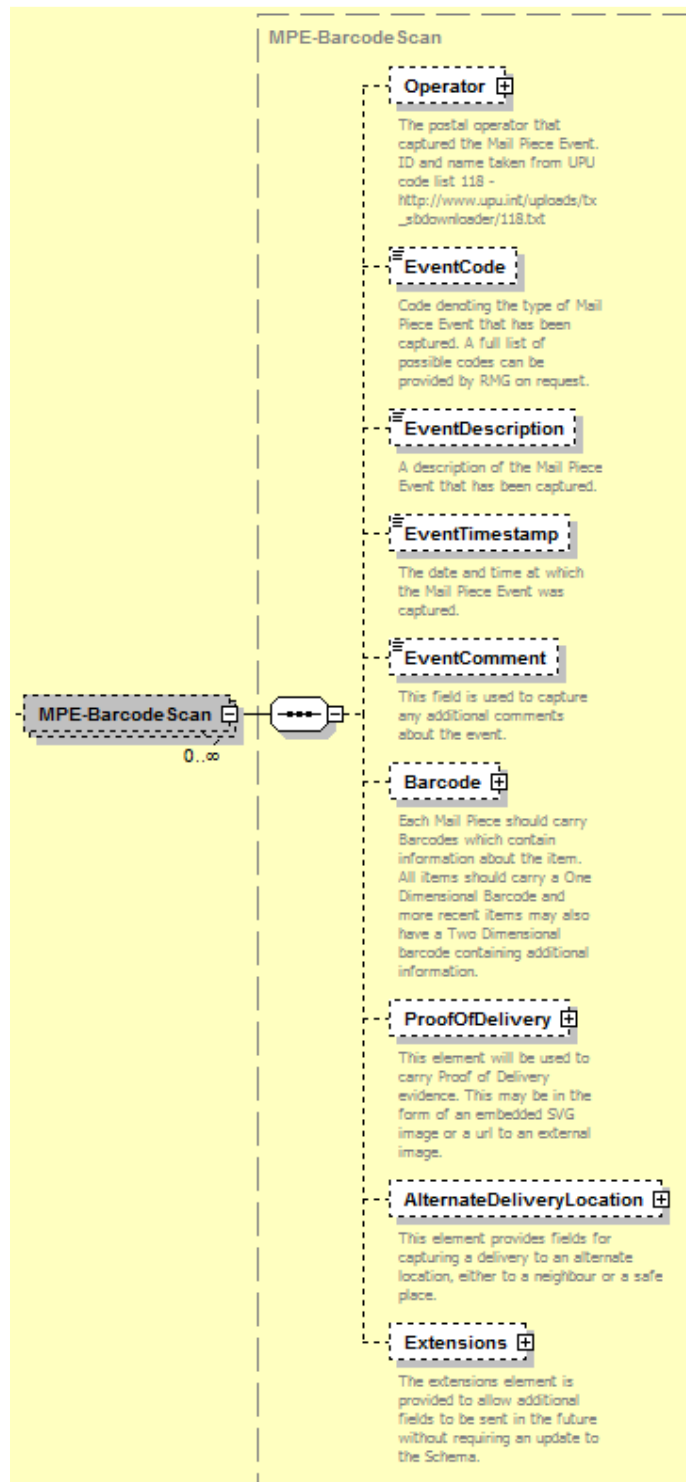 MPE-BarcodeScan
Operator
The postal operator that
captured the Mail Piece Event.
ID and name taken from UPU
code list 118 -
http://www.upu.int/uploads/tx
_sbdownloader/118.txt
EventCode
Code denoting the type of Mail
Piece Event that has been
captured. A full list of
possible codes can be
provided by RMG on request.
EventDescription
A description of the Mail Piece
Event that has been captured.
EventTimestamp
The date and time at which
the Mail Piece Event was
captured.
EventComment
This field is used to capture
any additional comments
about the event.
MPE-BarcodeScan
0..∞
Barcode
Each Mail Piece should carry
Barcodes which contain
information about the item.
All items should carry a One
Dimensional Barcode and
more recent items may also
have a Two Dimensional
barcode containing additional
information.
ProofOfDelivery
This element will be used to
carry Proof of Delivery
evidence. This may be in the
form of an embedded SVG
image or a url to an external
image.
AlternateDeliveryLocation
This element provides fields for
capturing a delivery to an alternate
location, either to a neighbour or a safe
place.
Extensions
The extensions element is
provided to allow additional
fields to be sent in the future
without requiring an update to
the Schema.